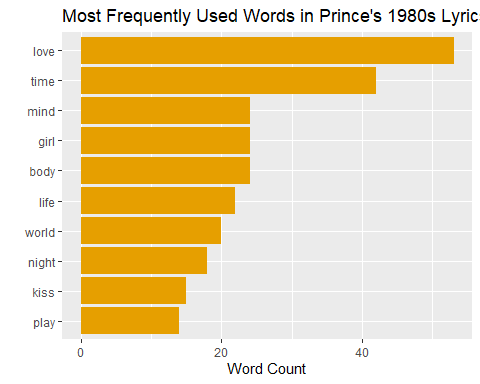 Most Frequently Used Words in Prince's 1980s Lyric
love
time
mind
girl
body
life
world
night
kiss
play
0 20 40
Word Count